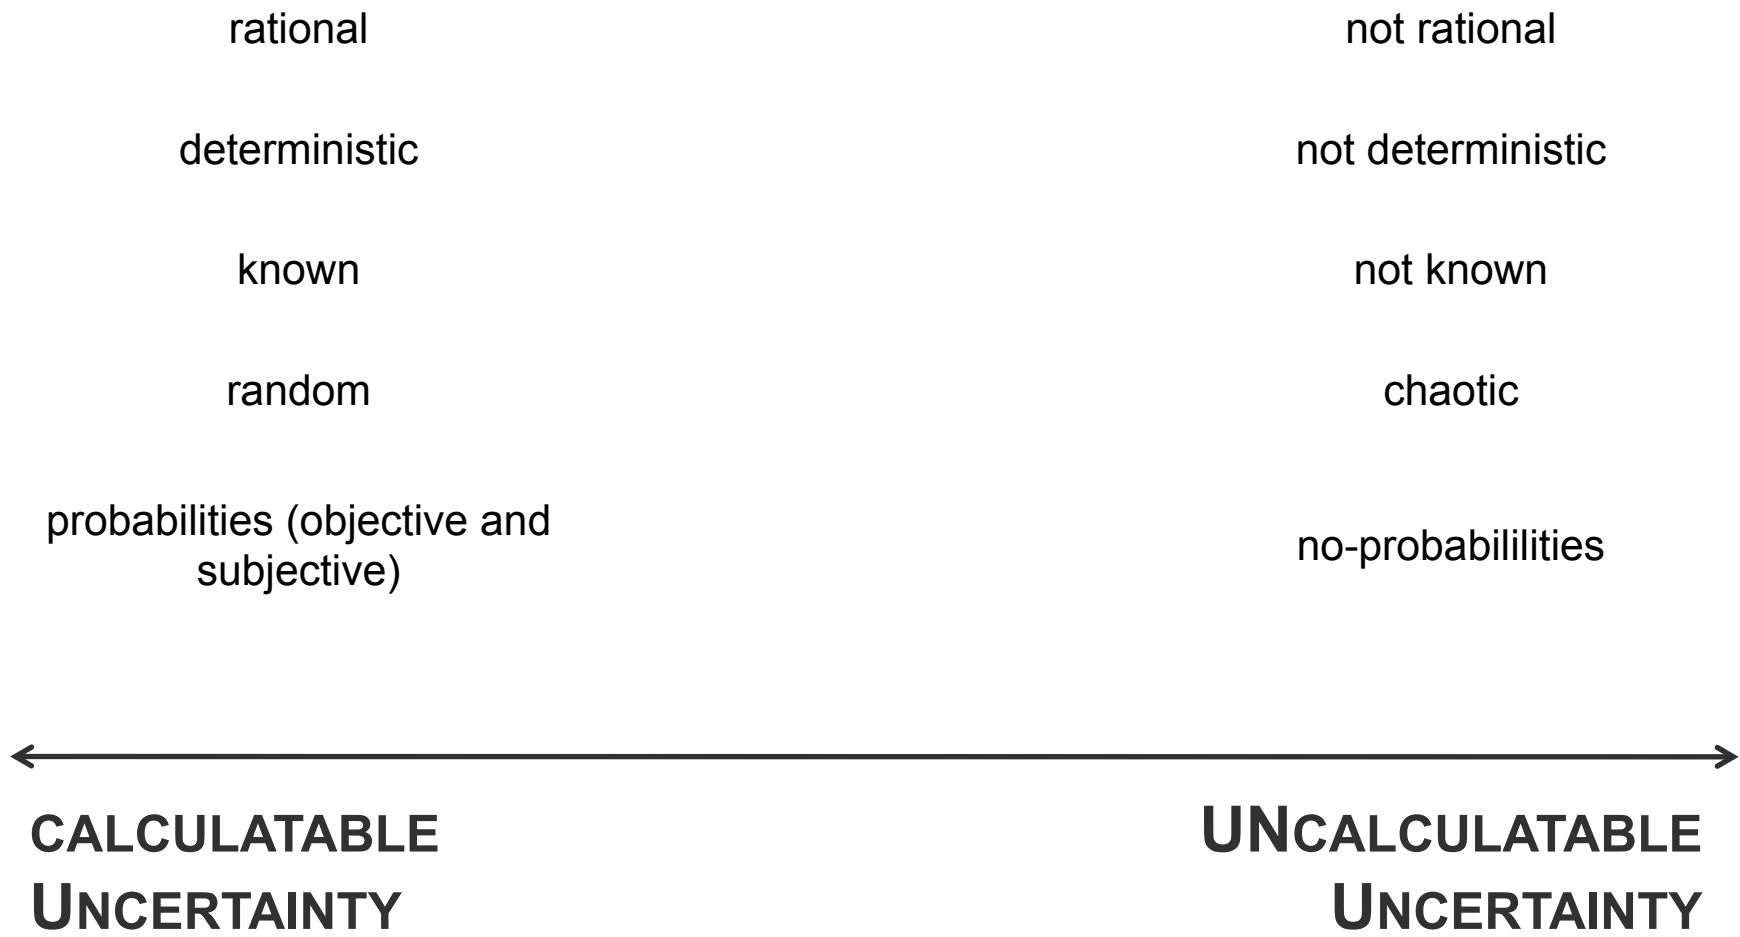 rational
not rational
deterministic
not deterministic
known
not known
random
chaotic
probabilities (objective and
subjective)
no-probabililities
CALCULATABLE
UNCERTAINTY
UNCALCULATABLE
UNCERTAINTY